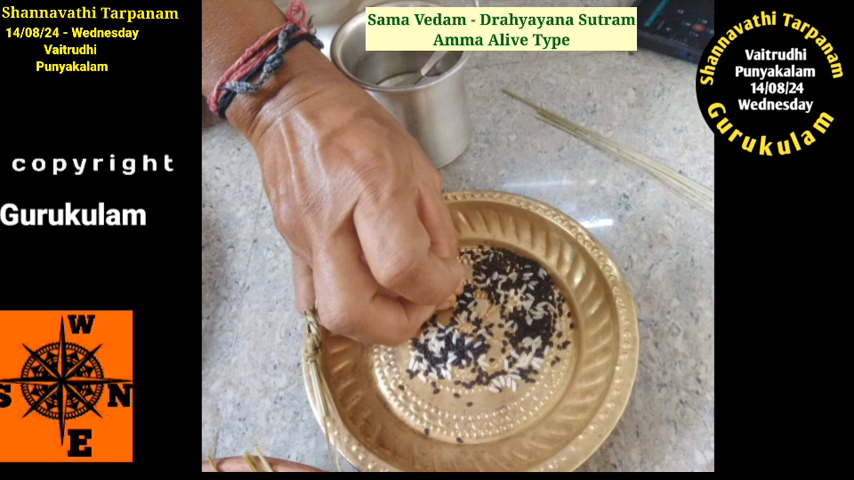 Shannavathi Tarpanam
14/08/24 - Wednesday
Vaitrudhi
Punyakalam
copyright
Gurukulam
W
S N
E
Sama Vedam - Drahyayana Sutram
Amma Alive Type
Shannavathi Tarpanam
Vaitrudhi
Punyakalam
14/08/24
Wednesday
Gurukulam